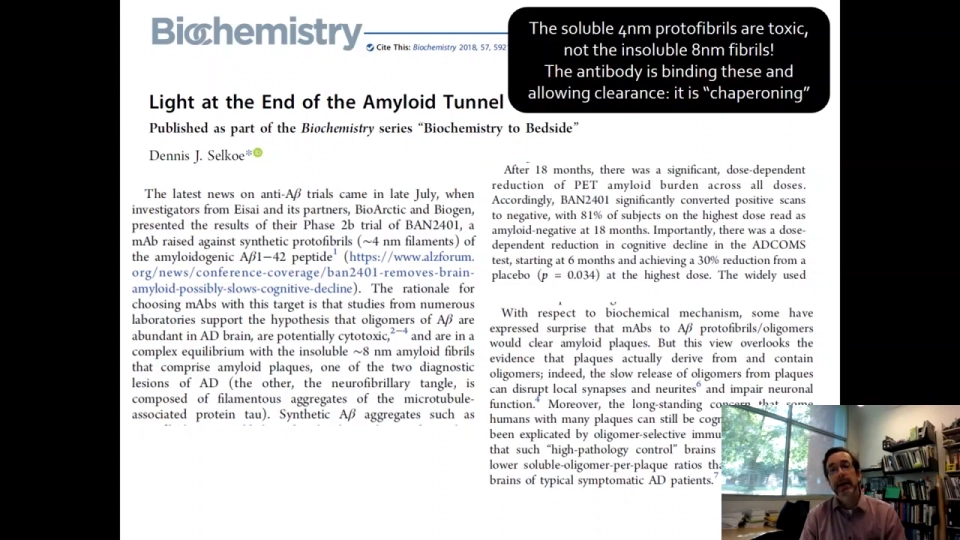 Biochemistry
Cite This: Biochemistry 2018, 57, 592
The soluble 4nm protofibrils are toxic,
not the insoluble 8nm fibrils!
The antibody is binding these and
allowing clearance: it is “chaperoning”
Light at the End of the Amyloid Tunnel
Published as part of the Biochemistry series “Biochemistry to Bedside”
Dennis J. Selkoe*
The latest news on anti-Aβ trials came in late July, when
investigators from Eisai and its partners, BioArctic and Biogen,
presented the results of their Phase 2b trial of BAN2401, a
mAb raised against synthetic protofibrils (~4 nm filaments) of
the amyloidogenic Aβ1−42 peptide1 (https://www.alzforum.
org/news/conference-coverage/ban2401-removes-brain-
amyloid-possibly-slows-cognitive-decline). The rationale for
choosing mAbs with this target is that studies from numerous
laboratories support the hypothesis that oligomers of Aβ are
abundant in AD brain, are potentially cytotoxic,2−4 and are in a
complex equilibrium with the insoluble ~8 nm amyloid fibrils
that comprise amyloid plaques, one of the two diagnostic
lesions of AD (the other, the neurofibrillary tangle, is
composed of filamentous aggregates of the microtubule-
associated protein tau). Synthetic Aβ aggregates such as
After 18 months, there was a significant, dose-dependent
reduction of PET amyloid burden across all doses.
Accordingly, BAN2401 significantly converted positive scans
to negative, with 81% of subjects on the highest dose read as
amyloid-negative at 18 months. Importantly, there was a dose-
dependent reduction in cognitive decline in the ADCOMS
test, starting at 6 months and achieving a 30% reduction from a
placebo (p = 0.034) at the highest dose. The widely used
With respect to biochemical mechanism, some have
expressed surprise that mAbs to Aβ protofibrils/oligomers
would clear amyloid plaques. But this view overlooks the
evidence that plaques actually derive from and contain
oligomers; indeed, the slow release of oligomers from plaques
can disrupt local synapses and neurites6 and impair neuronal
function.4 Moreover, the long-standing concern that some
humans with many plaques can still be cogn
been explicated by oligomer-selective immu
that such “high-pathology control” brains
lower soluble-oligomer-per-plaque ratios tha
brains of typical symptomatic AD patients.7